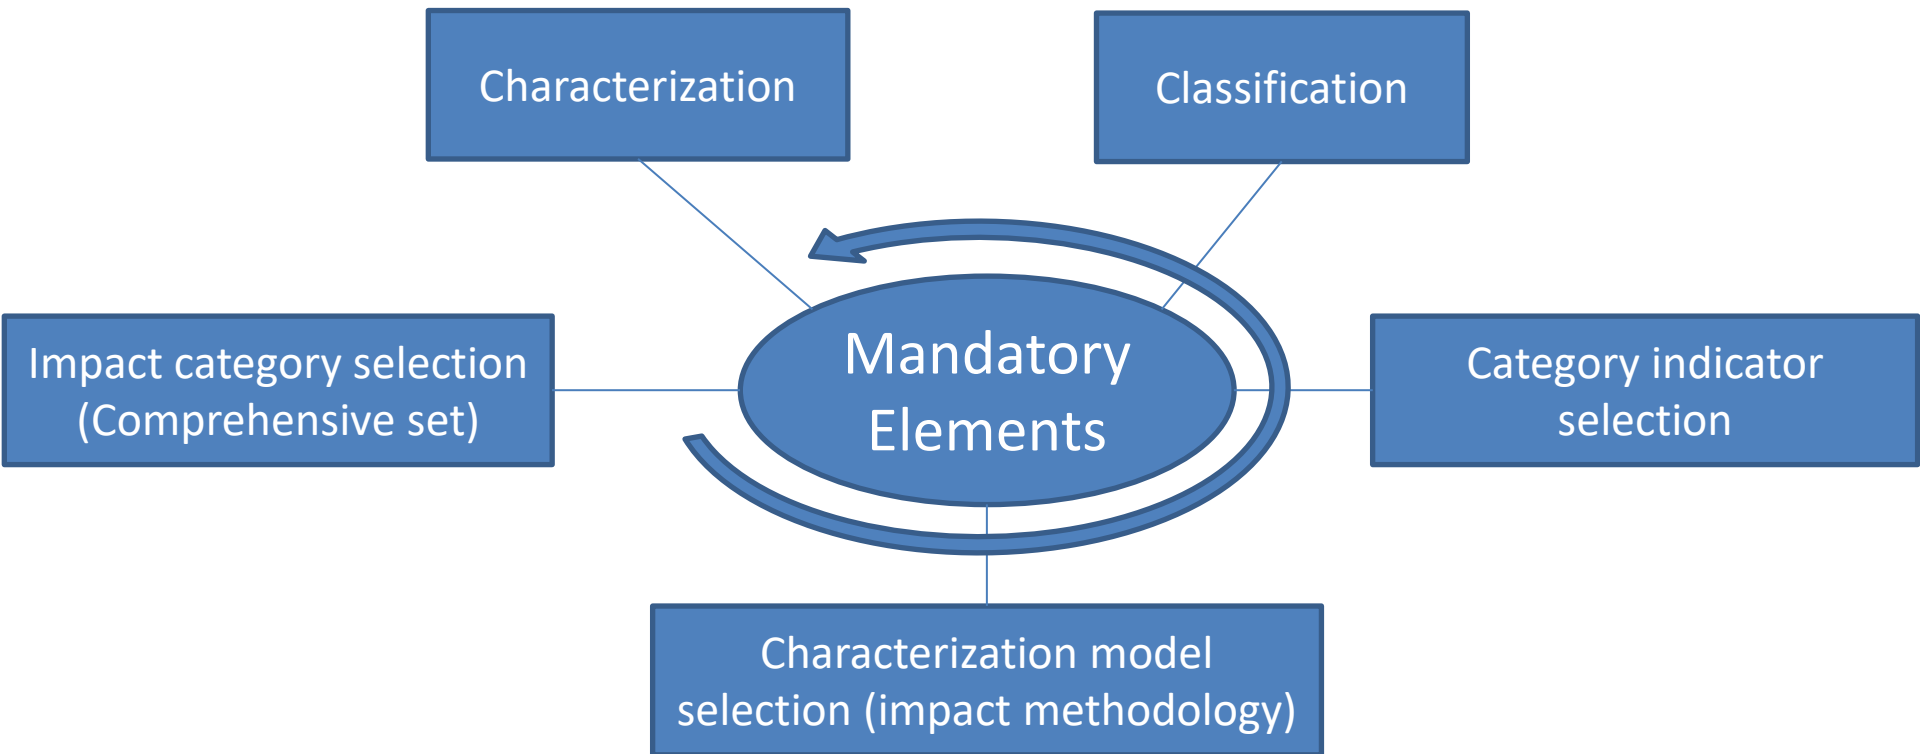 Characterization
Classification
Impact category selection
(Comprehensive set)
Mandatory
Elements
Category indicator
selection
Characterization model
selection (impact methodology)